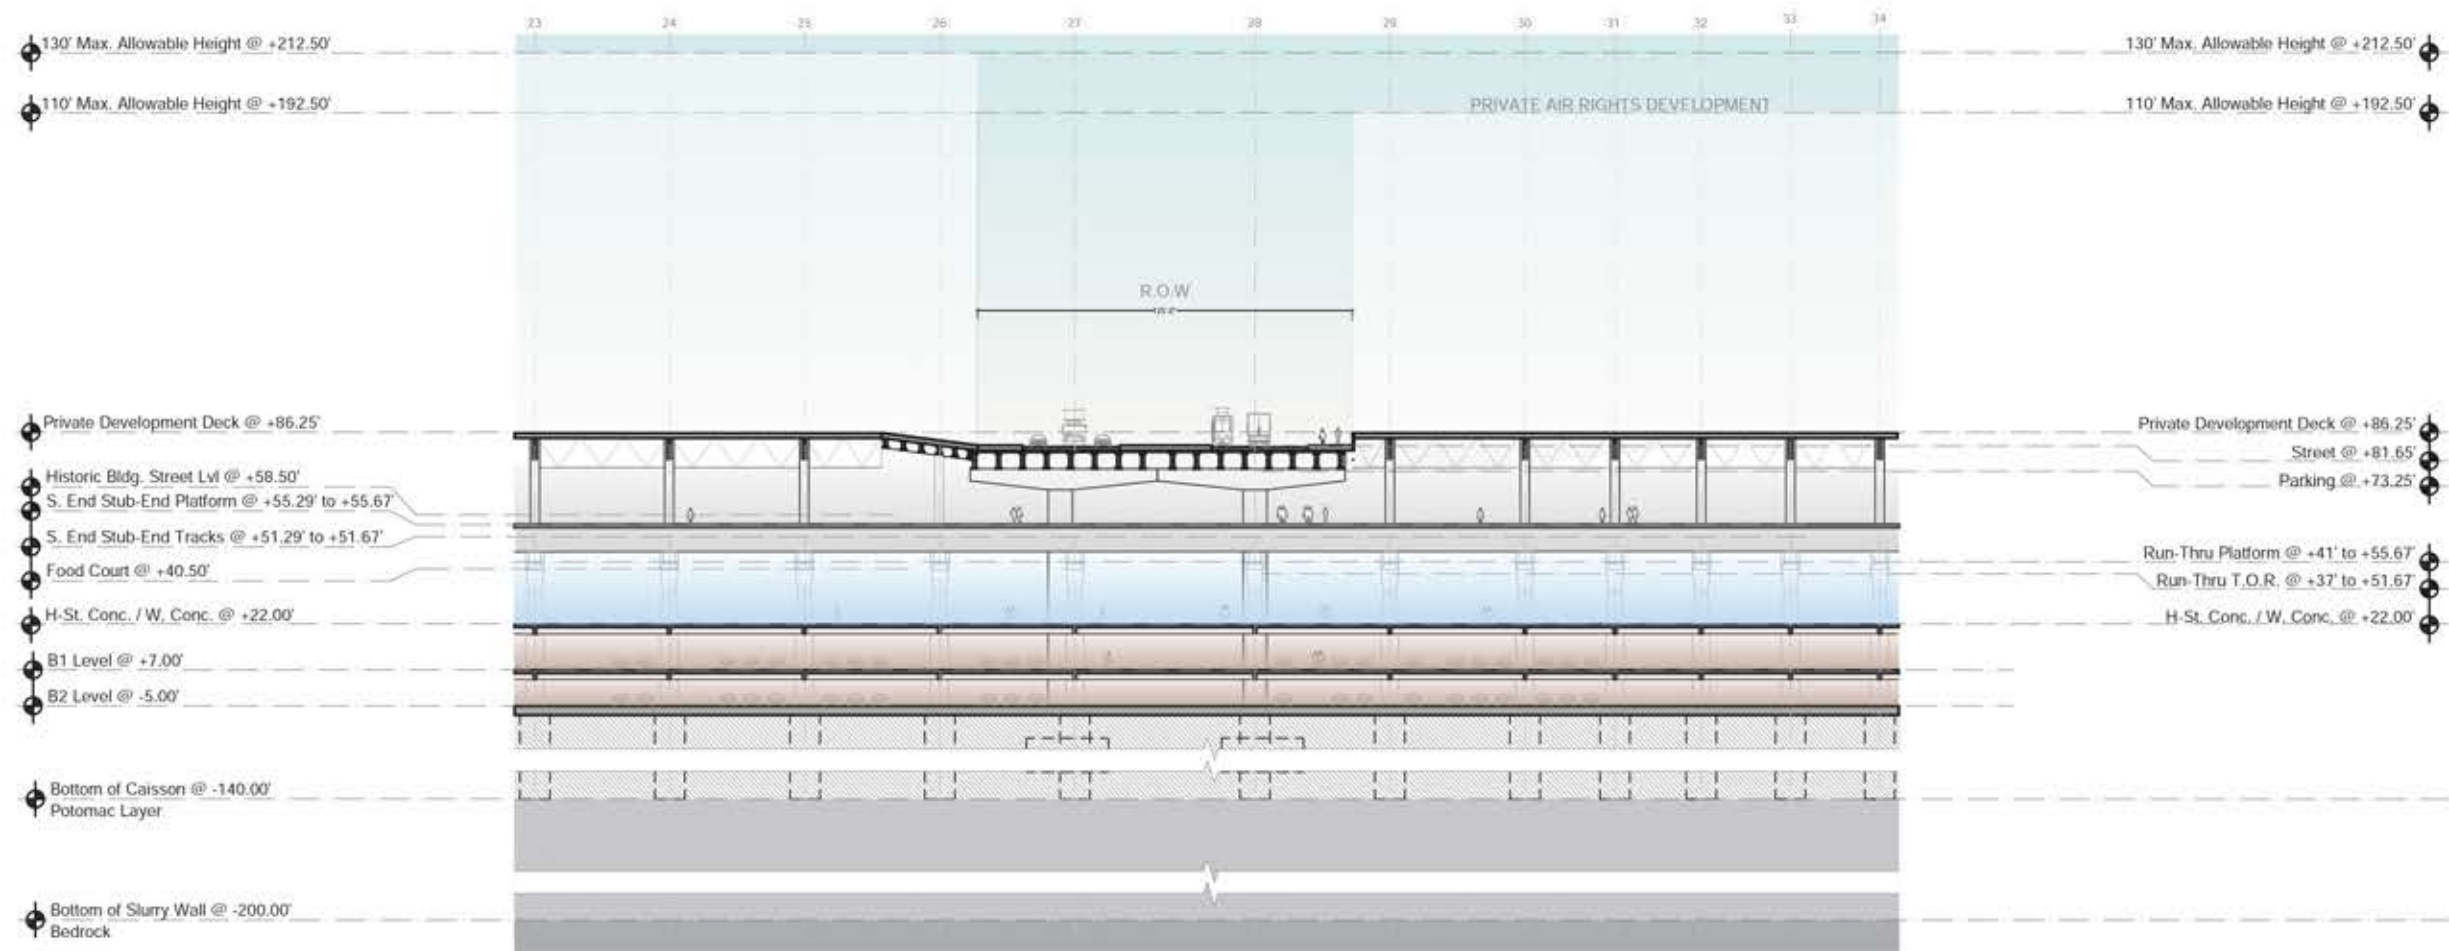 23 24 25 26 27 28 29 30 31 32 33 34
130' Max. Allowable Height @ +212.50'
130' Max. Allowable Height @ +212.50'
110' Max. Allowable Height @ +192.50'
PRIVATE AIR RIGHTS DEVELOPMENT
110' Max. Allowable Height @ +192.50'
R.O.W
Private Development Deck @ +86.25'
Historic Bldg. Street Lvl @ +58.50'
S. End Stub-End Platform @ +55.29' to +55.67'
S. End Stub-End Tracks @ +51.29' to +51.67'
Food Court @ +40.50'
H-St. Conc. / W. Conc. @ +22.00'
B1 Level @ +7.00'
B2 Level @ -5.00'
Bottom of Caisson @ -140.00'
Potomac Layer
Bottom of Slurry Wall @ -200.00'
Bedrock
Private Development Deck @ +86.25'
Street @ +81.65'
Parking @ +73.25'
Run-Thru Platform @ +41' to +55.67'
Run-Thru T.O.R. @ +37' to +51.67'
H-St. Conc. / W. Conc. @ +22.00'